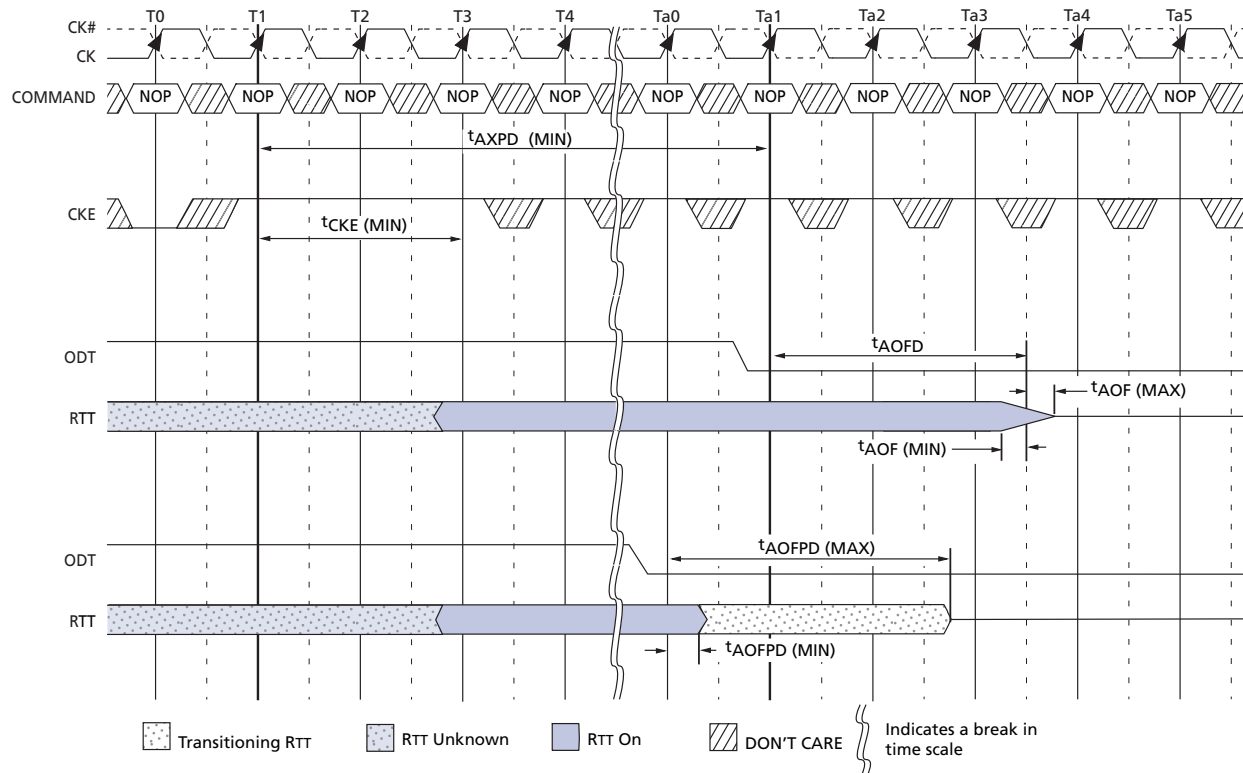 T0 T1 T2 T3 T4 Ta0 Ta1 Ta2 Ta3 Ta4 Ta5
CK#
CK
COMMAND NOP NOP NOP NOP NOP NOP NOP NOP NOP NOP NOP
tAXPD (MIN)
CKE
tCKE (MIN)
ODT
tAOFD
tAOF (MAX)
RTT
tAOF (MIN)
ODT
tAOFPD (MAX)
RTT
tAOFPD (MIN)
Transitioning RTT RTT Unknown RTT On DON'T CARE Indicates a break in
time scale